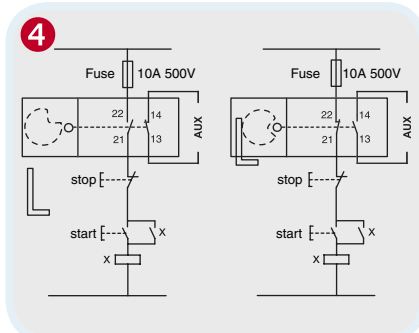 4
Fuse 10A 500V
22 14
21 13
AUX
stop
start X
X
Fuse 10A 500V
22 14
21 13
AUX
stop
start X
X